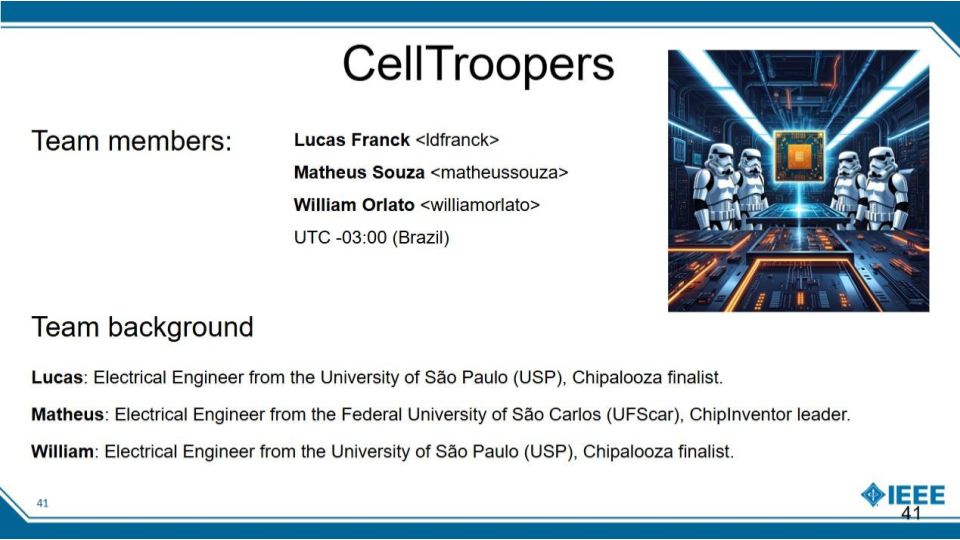 CellTroopers
Team members:
Lucas Franck <ldfranck>
Matheus Souza <matheussouza>
William Orlato <williamorlato>
UTC -03:00 (Brazil)
Team background
Lucas: Electrical Engineer from the University of São Paulo (USP), Chipalooza finalist.
Matheus: Electrical Engineer from the Federal University of São Carlos (UFScar), ChipInventor leader.
William: Electrical Engineer from the University of São Paulo (USP), Chipalooza finalist.
41
IEEE
41